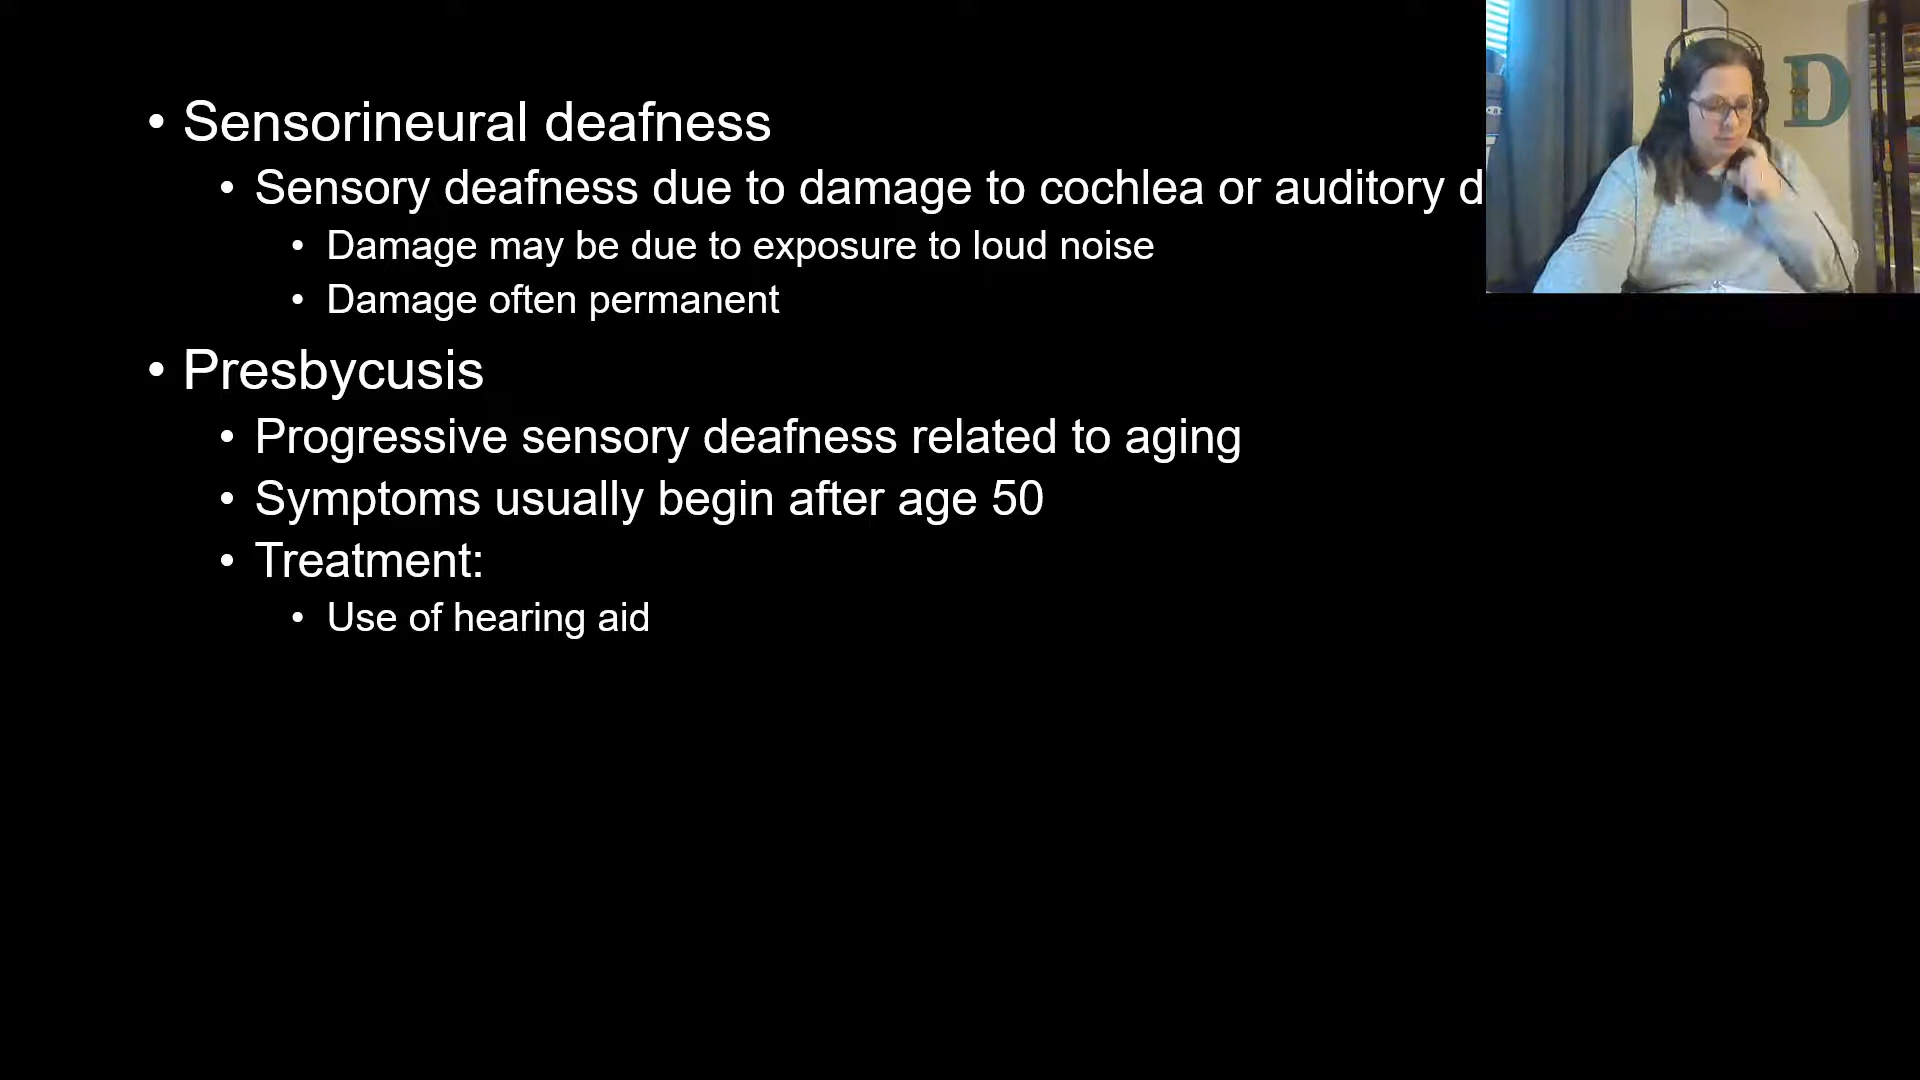 • Sensorineural deafness
• Sensory deafness due to damage to cochlea or auditory
• Damage may be due to exposure to loud noise
• Damage often permanent
• Presbycusis
• Progressive sensory deafness related to aging
• Symptoms usually begin after age 50
• Treatment:
• Use of hearing aid
D